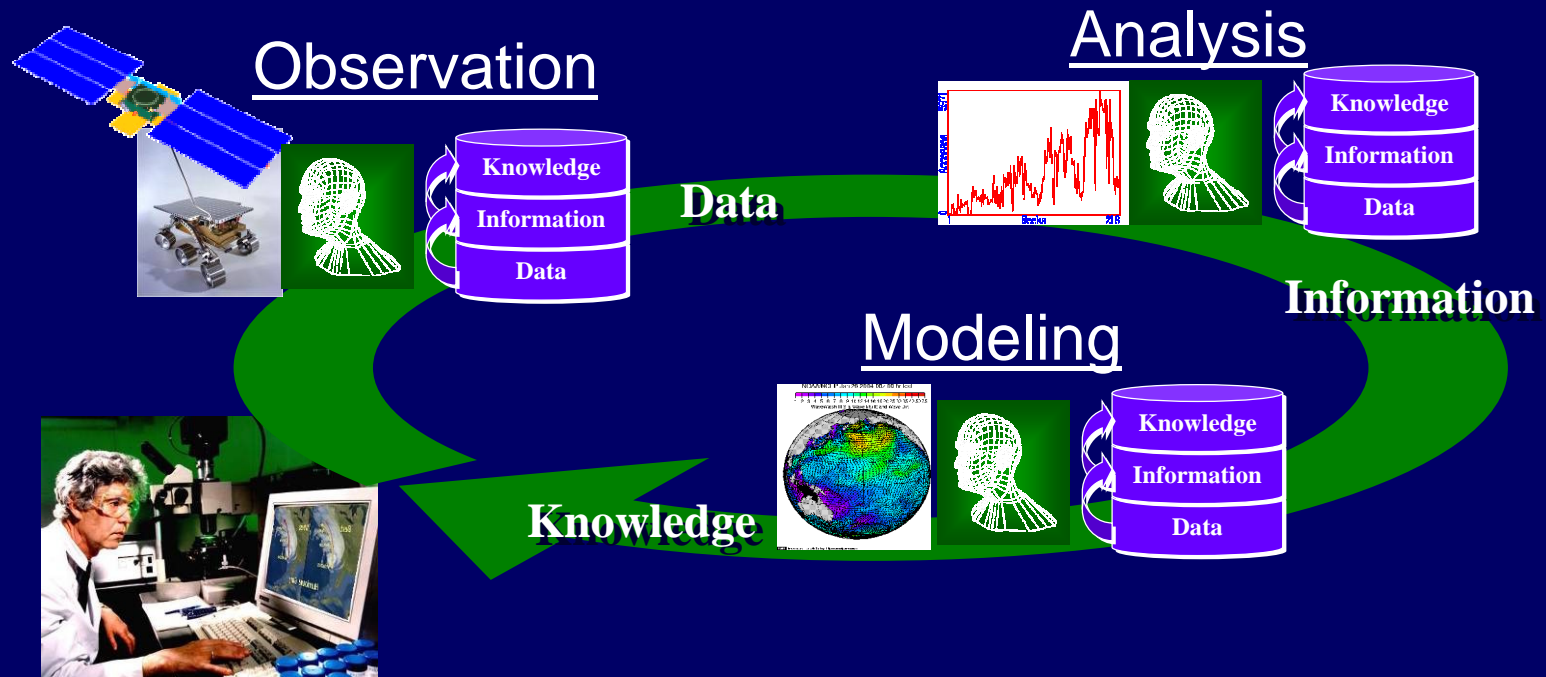 Observation
Analysis
Knowledge
Information
Data
Knowledge
Information
Data
Data
Information
Modeling
Knowledge
Information
Data
Knowledge